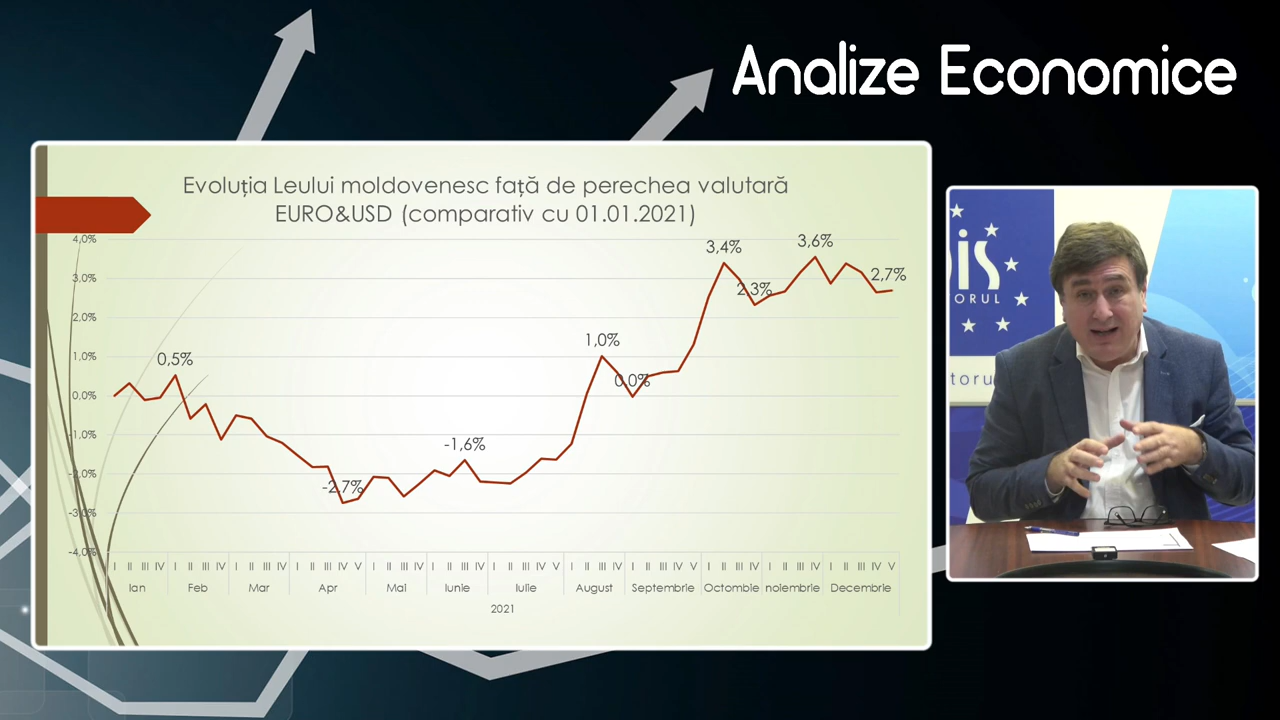 Analize Economice
Evoluția Leului moldovenesc față de perechea valutară
EURO&USD (comparativ cu 01.01.2021)
4,0%
3,0%
2,0%
1,0%
0,0%
-1,0%
-2,0%
-3,0%
-4,0%
0,5%
-2,7%
-1,6%
1,0%
0,0%
3,4%
2,3%
3,6%
2,7%
I II III IV I II III IV I II III IV I II III IV V I II III IV I II III IV I II III IV V I II III IV I II III IV V I II III IV I II III IV I II III IV V
Ian Feb Mar Apr Mai Iunie Iulie August Septembrie Octombie noiembrie Decembrie
2021
IS
TORUL
toru